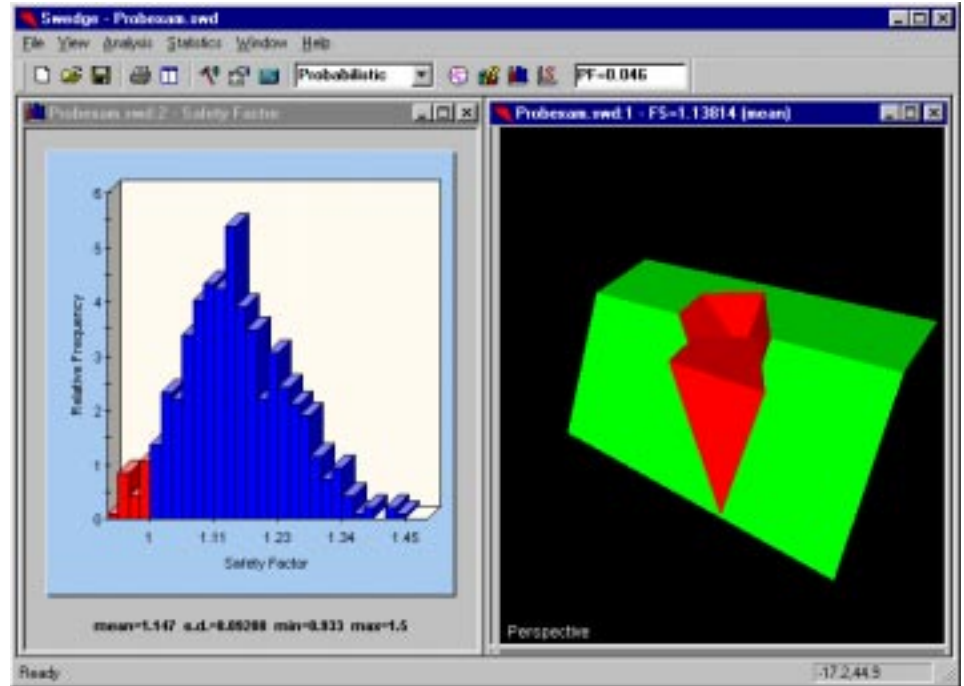 Swedge - Probexam.swd
File View Analysis Statistics Window Help
Probabilistic
PF=0.046
Probexam.swd:2 - Safety Factor
Probexam.swd:1 - FS=1.13814 (mean)
6
5
4
3
2
1
0
Relative Frequency
1 1.11 1.23 1.34 1.45
Safety Factor
mean=1.147 s.d.= min=0.933 max=1.5
Perspective
Ready
-17.2,44.9